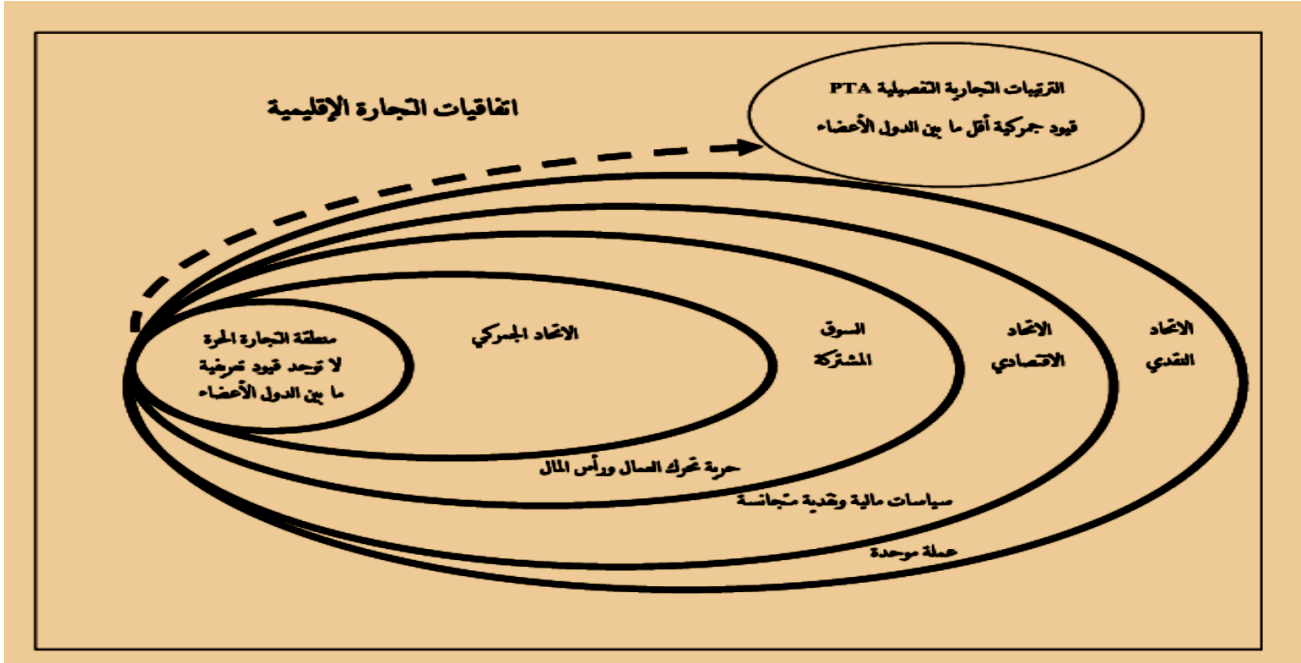 الترتيبات التجارية التفصيلية PTA
قيود جمركية أقل ما بين الدول الأعضاء
اتفاقيات التجارة الإقليمية
الاتحاد
النقدي
الاتحاد
الاقتصادي
السوق
المشتركة
الاتحاد الجمركي
منطقة التجارة الحرة
لا توجد قيود تعريفية
ما بين الدول الأعضاء
حرية تحرك العمال ورأس المال
سياسات مالية ونقدية متجانسة
عملة موحدة